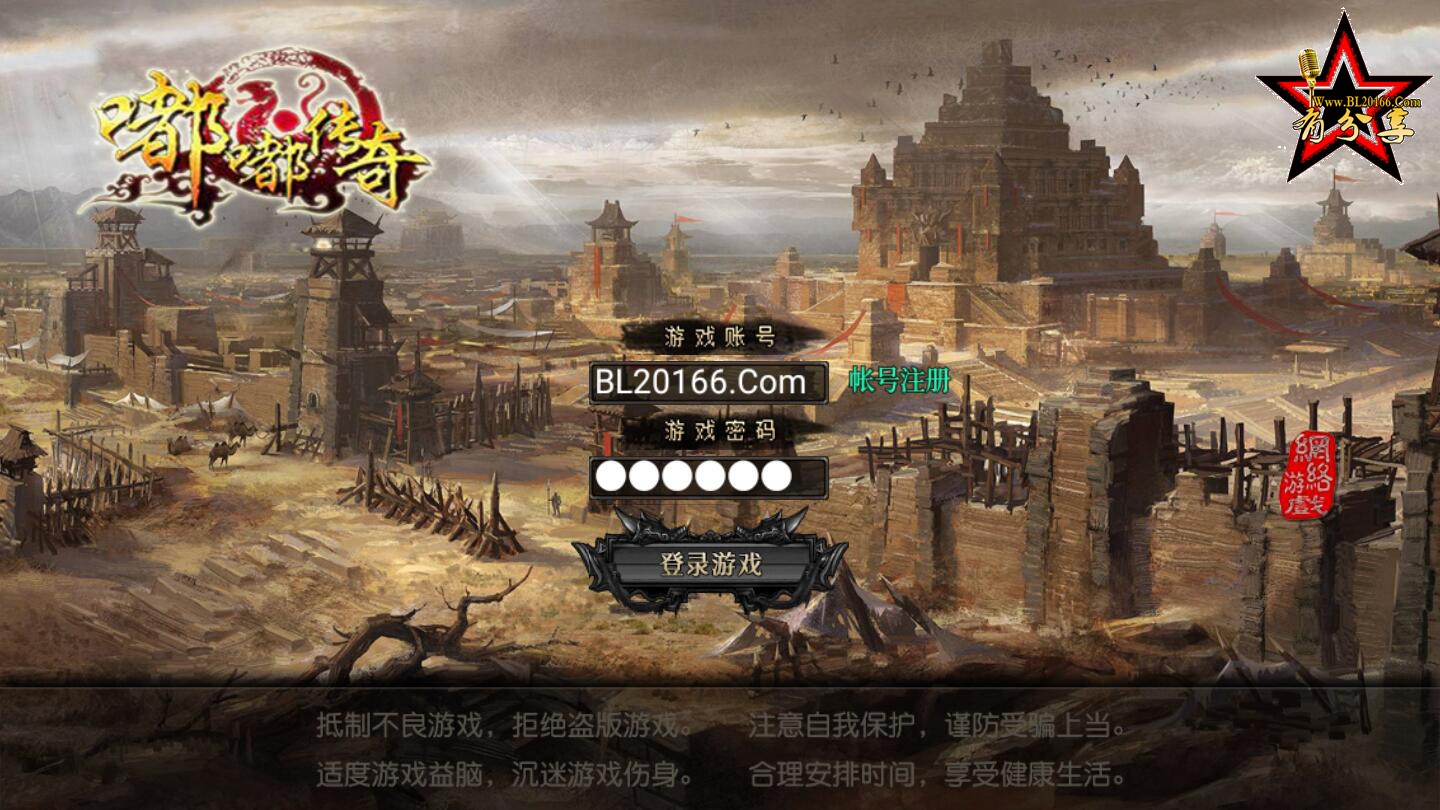 嘟嘟传奇
Www.BL20166.Com
有分享
游戏账号
BL20166.Com
帐号注册
游戏密码
網络
游戲
登录游戏
抵制不良游戏，拒绝盗版游戏。 注意自我保护，谨防受骗上当。
适度游戏益脑，沉迷游戏伤身。 合理安排时间，享受健康生活。